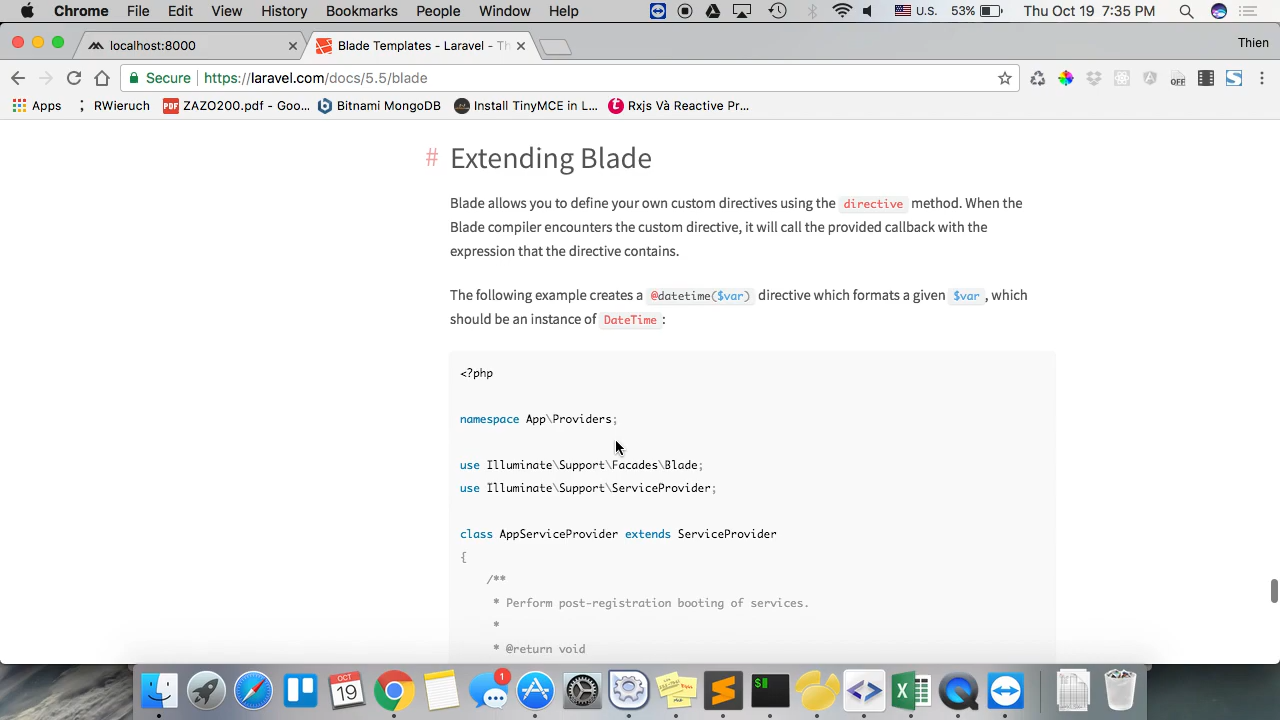 Chrome File Edit View History Bookmarks People Window Help U.S. 53% Thu Oct 19 7:35 PM
localhost:8000 × Blade Templates - Laravel - Th × Thien
Secure https://laravel.com/docs/5.5/blade OFF
Apps RWieruch PDF ZAZO200.pdf - Goo... Bitnami MongoDB Install TinyMCE in L... Rxjs Và Reactive Pr...
# Extending Blade
Blade allows you to define your own custom directives using the directive method. When the
Blade compiler encounters the custom directive, it will call the provided callback with the
expression that the directive contains.
The following example creates a @datetime($var) directive which formats a given $var, which
should be an instance of DateTime:
<?php
namespace App\Providers;
use Illuminate\Support\Facades\Blade;
use Illuminate\Support\ServiceProvider;
class AppServiceProvider extends ServiceProvider
{
/**
* Perform post-registration booting of services.
*
* @return void
OCT
19
1
$